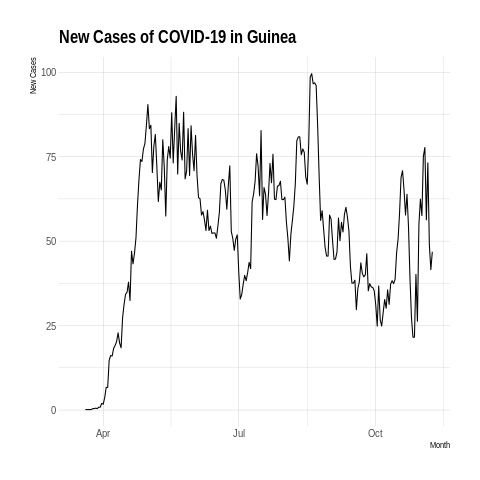 New Cases of COVID-19 in Guinea
New Cases
100
75
50
25
0
Apr
Jul
Oct
Month